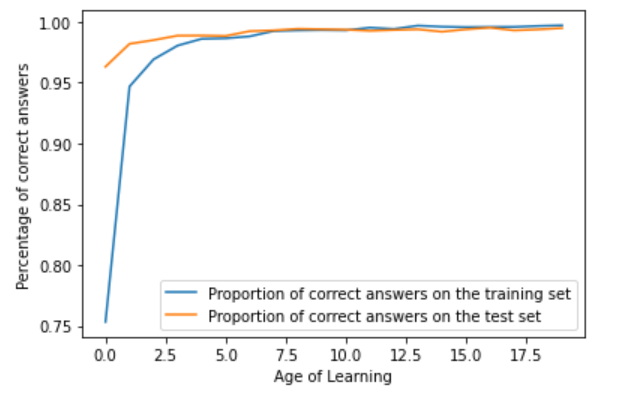 1.00
0.95
0.90
0.85
0.80
0.75
Percentage of correct answers
Proportion of correct answers on the training set
Proportion of correct answers on the test set
0.0 2.5 5.0 7.5 10.0 12.5 15.0 17.5
Age of Learning